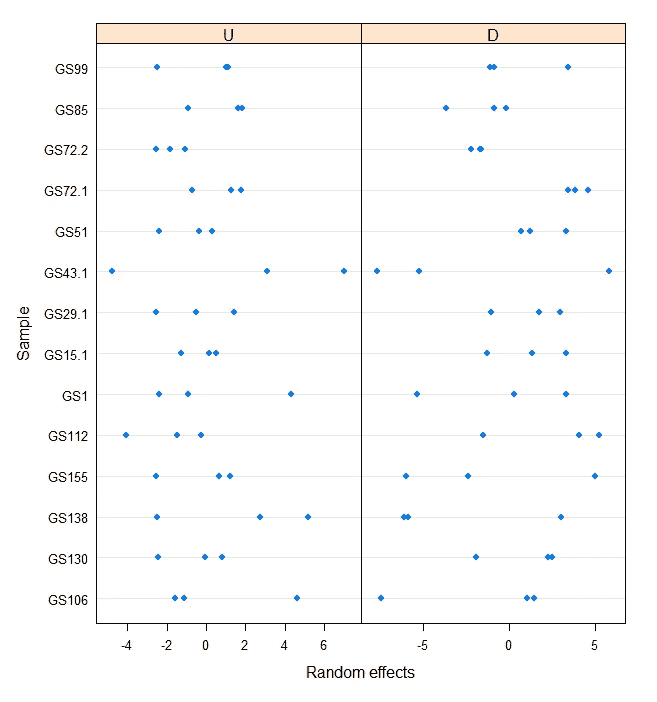 U D
GS99
GS85
GS72.2
GS72.1
GS51
GS43.1
GS29.1
GS15.1
GS1
GS112
GS155
GS138
GS130
GS106
Sample
-4 -2 0 2 4 6 -5 0 5
Random effects